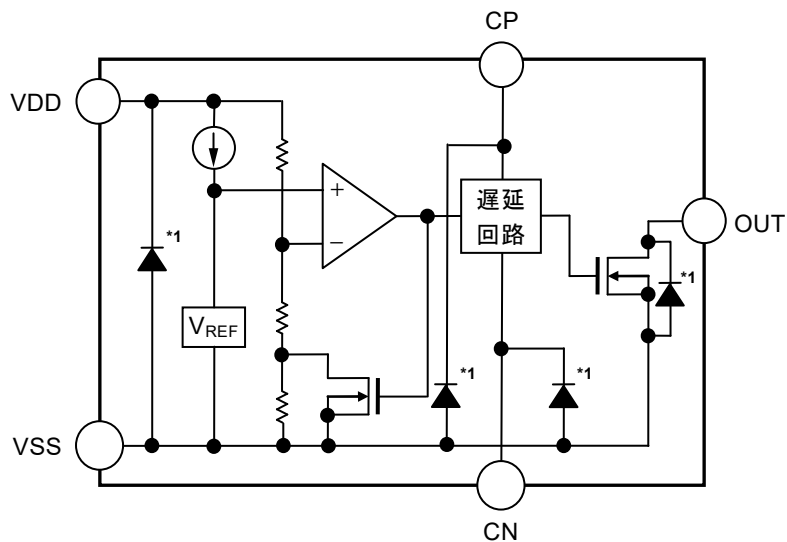 CP
VDD
*1
+
−
遅延
回路
OUT
*1
VREF
*1
*1
VSS
CN